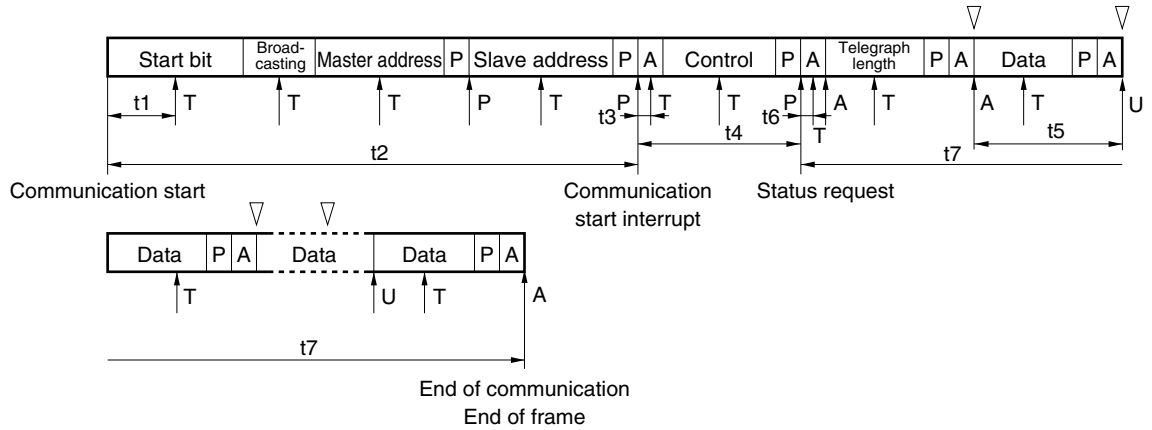 Start bit Broad-casting Master address P Slave address P A Control P A Telegraph length P A Data P A
t1 T T T P T P t3 T T P t6 T A T A T U
t2 t4 t5 t7
Communication start Communication start interrupt Status request
Data P A Data Data P A
T U T A
t7
End of communication
End of frame